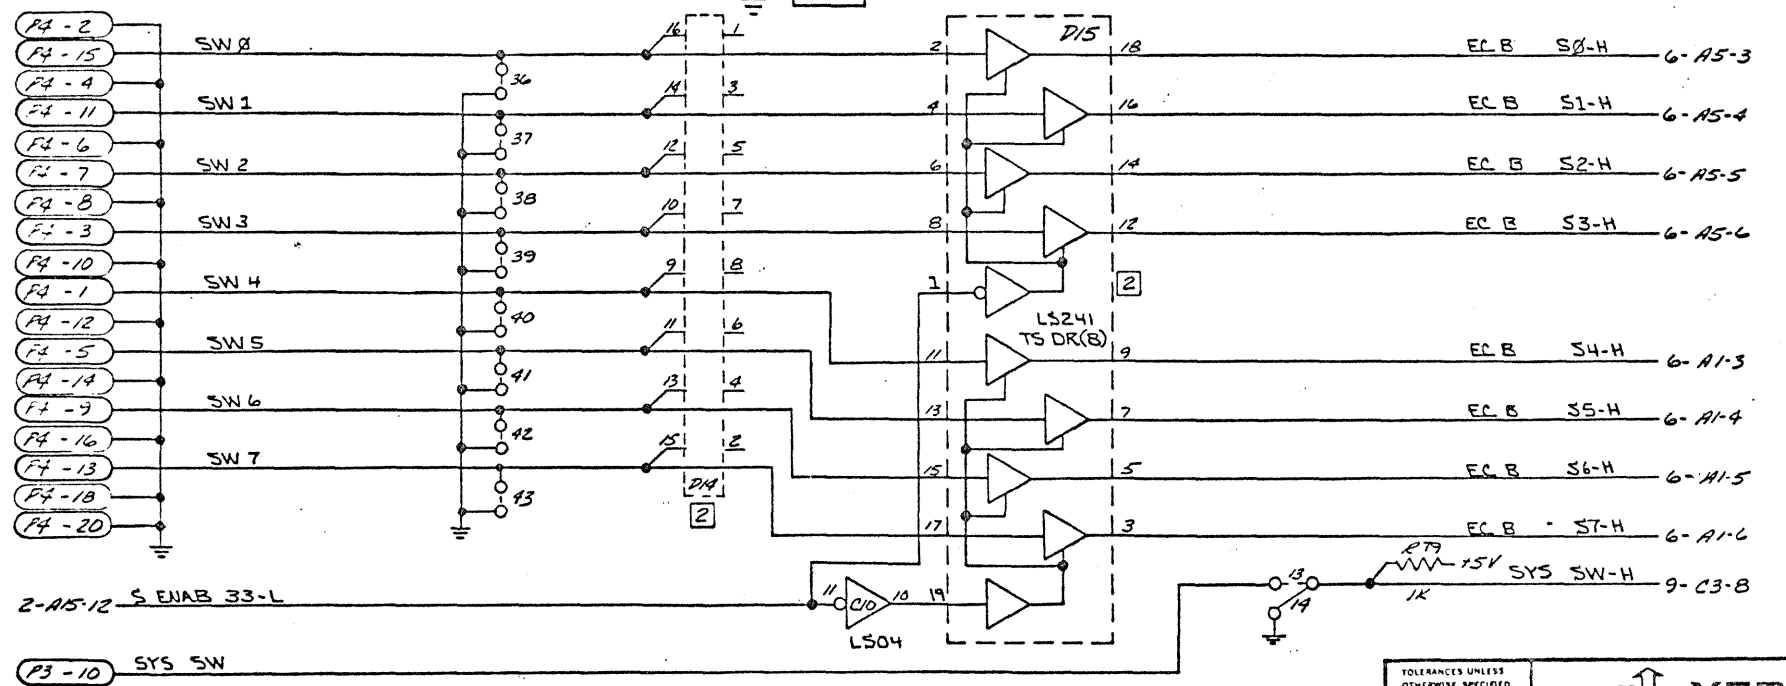 P4 - 2
P4 - 15 SW Ø 16 1 2 D15 18 EC B SØ-H 6-A5-3
P4 - 4 36
P4 - 11 SW 1 14 3 4 16 EC B S1-H 6-A5-4
P4 - 6 37
P4 - 7 SW 2 12 5 6 14 EC B S2-H 6-A5-5
P4 - 8 38
P4 - 3 SW 3 10 7 8 12 EC B S3-H 6-A5-6
P4 - 10 39
P4 - 1 SW 4 9 8 1 2
P4 - 12 40 LS241
TS DR(8)
P4 - 5 SW 5 11 6 11 9 EC B S4-H 6-A1-3
P4 - 14 41
P4 - 9 SW 6 13 4 13 7 EC B S5-H 6-A1-4
P4 - 16 42
P4 - 13 SW 7 15 2 15 5 EC B S6-H 6-A1-5
P4 - 18 43 D14
2
P4 - 20 17 3 EC B S7-H 6-A1-6
R79 +5V
13 1K SYS SW-H 9-C3-8
14
2-A15-12 S ENAB 33-L 11 C10 10 19
LS04
P3 - 10 SYS SW
TOLERANCES UNLESS
OTHERWISE SPECIFIED